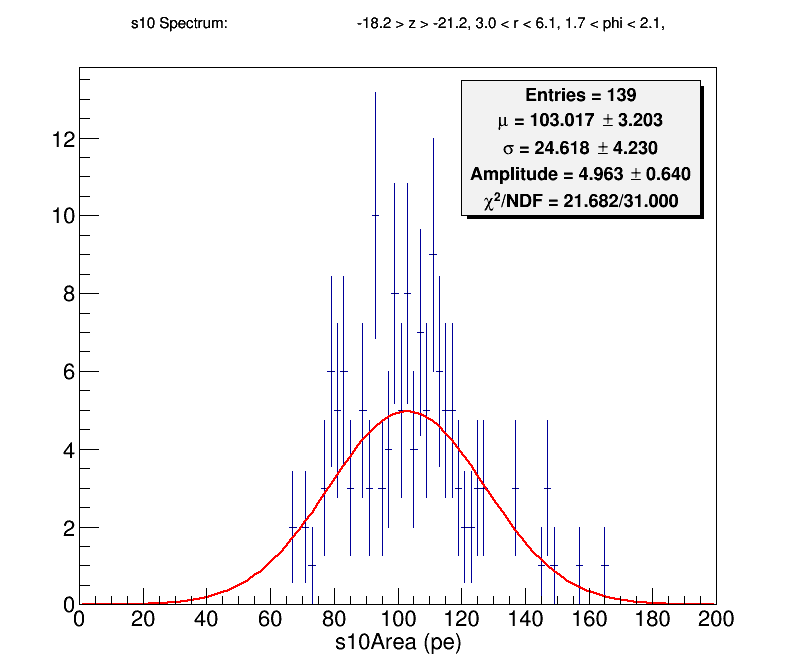 s10 Spectrum: -18.2 > z > -21.2, 3.0 < r < 6.1, 1.7 < phi < 2.1,
Entries = 139
μ = 103.017 ± 3.203
σ = 24.618 ± 4.230
Amplitude = 4.963 ± 0.640
χ²/NDF = 21.682/31.000
12
10
8
6
4
2
0
0 20 40 60 80 100 120 140 160 180 200
s10Area (pe)